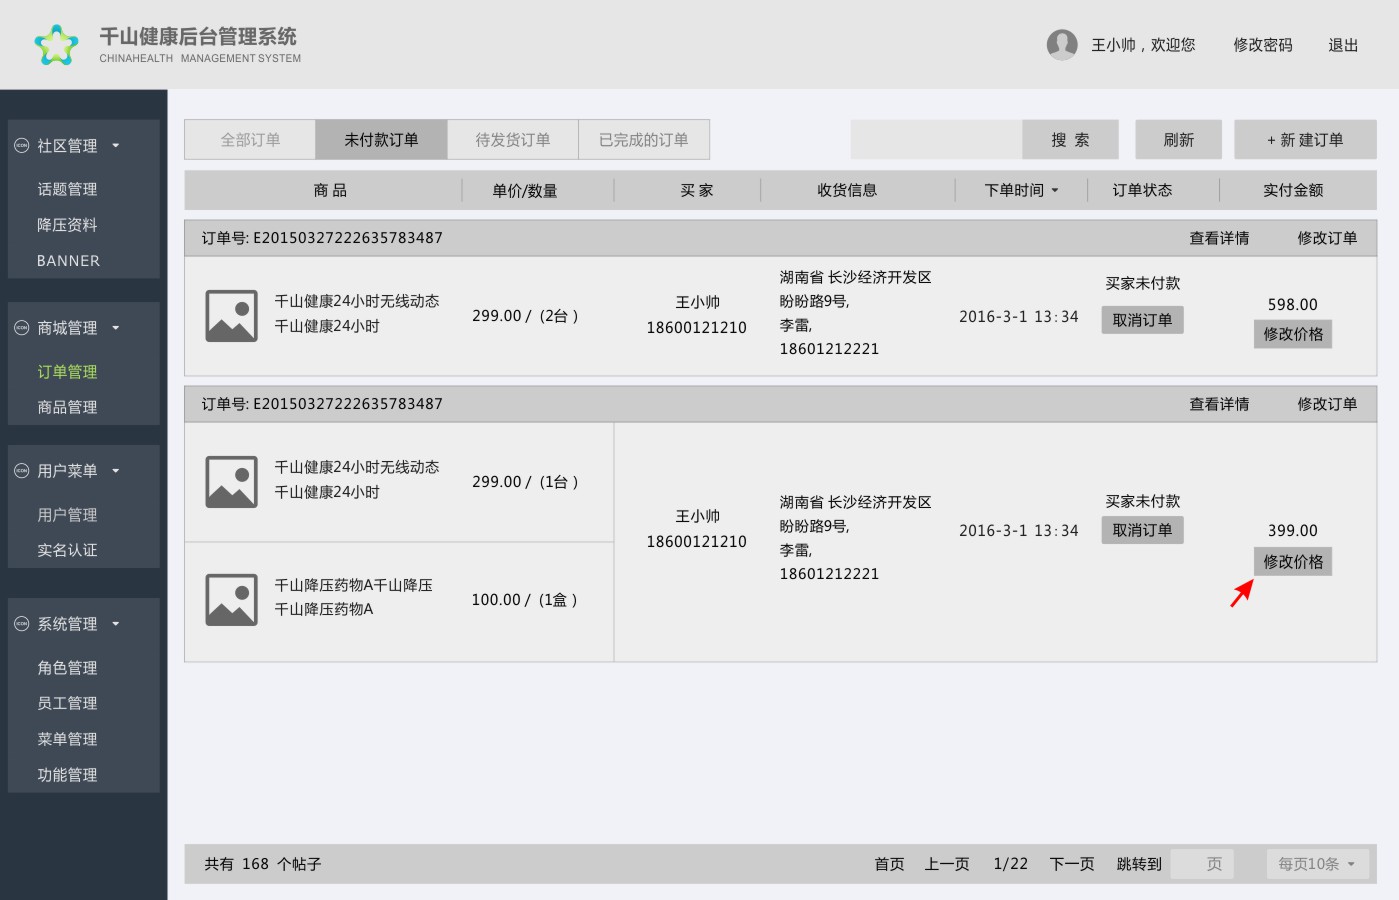 千山健康后台管理系统
CHINAHEALTH MANAGEMENT SYSTEM
王小帅，欢迎您 修改密码 退出
社区管理
话题管理
降压资料
BANNER
商城管理
订单管理
商品管理
用户菜单
用户管理
实名认证
系统管理
角色管理
员工管理
菜单管理
功能管理
全部订单 未付款订单 待发货订单 已完成的订单 搜 索 刷新 + 新 建订单
商 品 单价/数量 买 家 收货信息 下单时间 订单状态 实付金额
订单号: E20150327222635783487 查看详情 修改订单
千山健康24小时无线动态
千山健康24小时
299.00 / (2台 )
王小帅
18600121210
湖南省 长沙经济开发区
盼盼路9号,
李雷,
18601212221
2016-3-1 13:34
买家未付款
取消订单
598.00
修改价格
订单号: E20150327222635783487 查看详情 修改订单
千山健康24小时无线动态
千山健康24小时
299.00 / (1台 )
千山降压药物A千山降压
千山降压药物A
100.00 / (1盒 )
王小帅
18600121210
湖南省 长沙经济开发区
盼盼路9号,
李雷,
18601212221
2016-3-1 13:34
买家未付款
取消订单
399.00
修改价格
共有 168 个帖子 首页 上一页 1/22 下一页 跳转到 页 每页10条